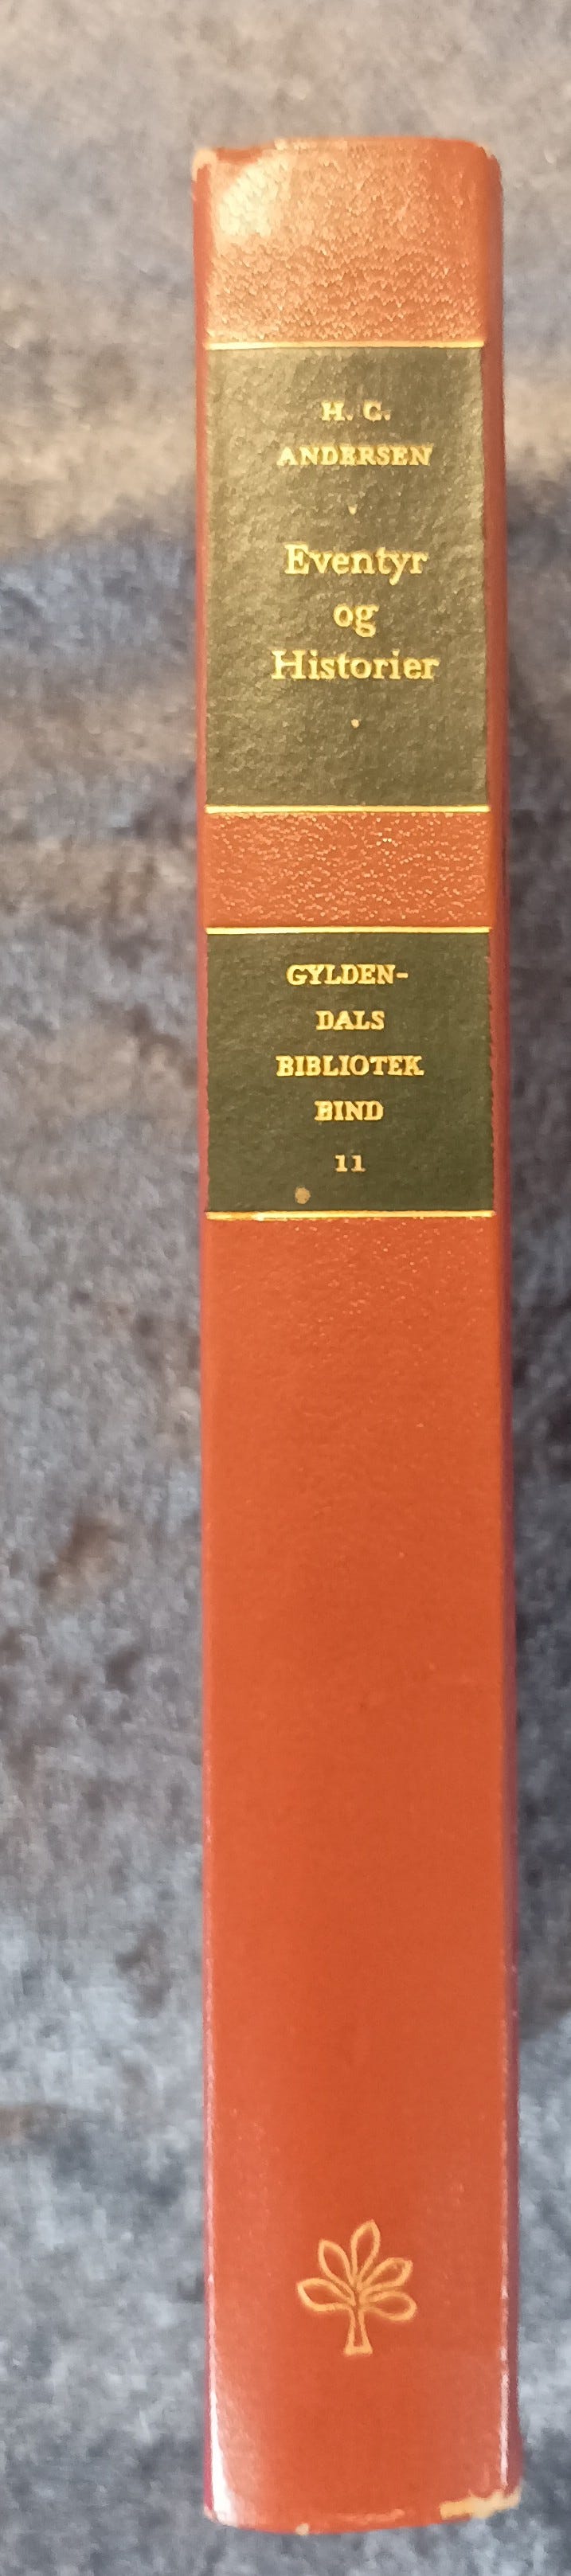 H. C.
ANDERSEN
Eventyr
og
Historier
GYLDEN-
DALS
BIBLIOTEK
BIND
11